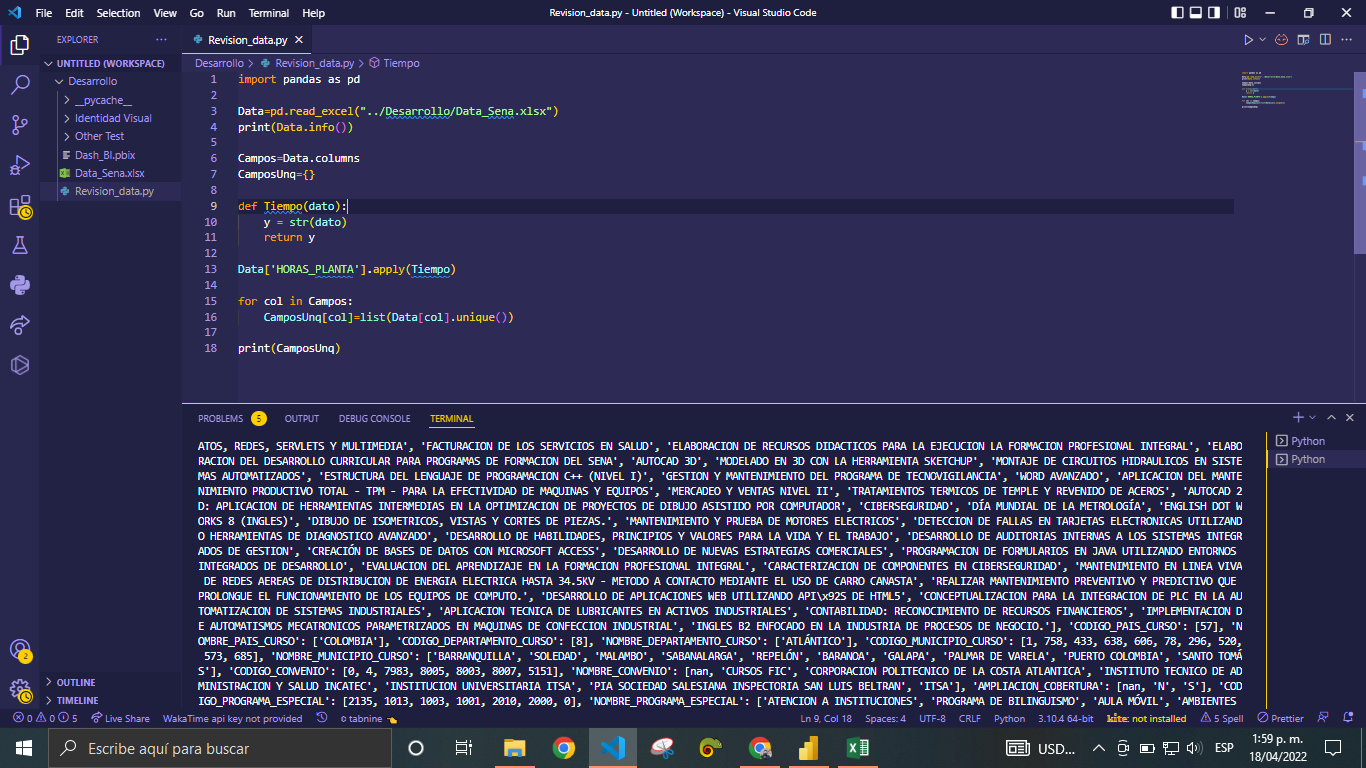 File Edit Selection View Go Run Terminal Help
Revision_data.py - Untitled (Workspace) - Visual Studio Code
EXPLORER ···
UNTITLED (WORKSPACE)
Desarrollo
__pycache__
Identidad Visual
Other Test
Dash_BI.pbix
Data_Sena.xlsx
Revision_data.py
OUTLINE
TIMELINE
Revision_data.py
Desarrollo > Revision_data.py > Tiempo
1 import pandas as pd
2
3 Data=pd.read_excel("../Desarrollo/Data_Sena.xlsx")
4 print(Data.info())
5
6 Campos=Data.columns
7 CamposUnq={}
8
9 def Tiempo(dato):
10 y = str(dato)
11 return y
12
13 Data['HORAS_PLANTA'].apply(Tiempo)
14
15 for col in Campos:
16 CamposUnq[col]=list(Data[col].unique())
17
18 print(CamposUnq)
PROBLEMS 5 OUTPUT DEBUG CONSOLE TERMINAL
Python
Python
ATOS, REDES, SERVLETS Y MULTIMEDIA', 'FACTURACION DE LOS SERVICIOS EN SALUD', 'ELABORACION DE RECURSOS DIDACTICOS PARA LA EJECUCION LA FORMACION PROFESIONAL INTEGRAL', 'ELABO
RACION DEL DESARROLLO CURRICULAR PARA PROGRAMAS DE FORMACION DEL SENA', 'AUTOCAD 3D', 'MODELADO EN 3D CON LA HERRAMIENTA SKETCHUP', 'MONTAJE DE CIRCUITOS HIDRAULICOS EN SISTE
MAS AUTOMATIZADOS', 'ESTRUCTURA DEL LENGUAJE DE PROGRAMACION C++ (NIVEL I)', 'GESTION Y MANTENIMIENTO DEL PROGRAMA DE TECNOVIGILANCIA', 'WORD AVANZADO', 'APLICACION DEL MANTE
NIMIENTO PRODUCTIVO TOTAL - TPM - PARA LA EFECTIVIDAD DE MAQUINAS Y EQUIPOS', 'MERCADEO Y VENTAS NIVEL II', 'TRATAMIENTOS TERMICOS DE TEMPLE Y REVENIDO DE ACEROS', 'AUTOCAD 2
D: APLICACION DE HERRAMIENTAS INTERMEDIAS EN LA OPTIMIZACION DE PROYECTOS DE DIBUJO ASISTIDO POR COMPUTADOR', 'CIBERSEGURIDAD', 'DÍA MUNDIAL DE LA METROLOGÍA', 'ENGLISH DOT W
ORKS 8 (INGLES)', 'DIBUJO DE ISOMETRICOS, VISTAS Y CORTES DE PIEZAS.', 'MANTENIMIENTO Y PRUEBA DE MOTORES ELECTRICOS', 'DETECCION DE FALLAS EN TARJETAS ELECTRONICAS UTILIZAND
O HERRAMIENTAS DE DIAGNOSTICO AVANZADO', 'DESARROLLO DE HABILIDADES, PRINCIPIOS Y VALORES PARA LA VIDA Y EL TRABAJO', 'DESARROLLO DE AUDITORIAS INTERNAS A LOS SISTEMAS INTEGR
ADOS DE GESTION', 'CREACIÓN DE BASES DE DATOS CON MICROSOFT ACCESS', 'DESARROLLO DE NUEVAS ESTRATEGIAS COMERCIALES', 'PROGRAMACION DE FORMULARIOS EN JAVA UTILIZANDO ENTORNOS
INTEGRADOS DE DESARROLLO', 'EVALUACION DEL APRENDIZAJE EN LA FORMACION PROFESIONAL INTEGRAL', 'CARACTERIZACION DE COMPONENTES EN CIBERSEGURIDAD', 'MANTENIMIENTO EN LINEA VIVA
DE REDES AEREAS DE DISTRIBUCION DE ENERGIA ELECTRICA HASTA 34.5kV - METODO A CONTACTO MEDIANTE EL USO DE CARRO CANASTA', 'REALIZAR MANTENIMIENTO PREVENTIVO Y PREDICTIVO QUE
PROLONGUE EL FUNCIONAMIENTO DE LOS EQUIPOS DE COMPUTO.', 'DESARROLLO DE APLICACIONES WEB UTILIZANDO API\x92S DE HTML5', 'CONCEPTUALIZACION PARA LA INTEGRACION DE PLC EN LA AU
TOMATIZACION DE SISTEMAS INDUSTRIALES', 'APLICACION TECNICA DE LUBRICANTES EN ACTIVOS INDUSTRIALES', 'CONTABILIDAD: RECONOCIMIENTO DE RECURSOS FINANCIEROS', 'IMPLEMENTACION D
E AUTOMATISMOS MECATRONICOS PARAMETRIZADOS EN MAQUINAS DE CONFECCION INDUSTRIAL', 'INGLES B2 ENFOCADO EN LA INDUSTRIA DE PROCESOS DE NEGOCIO.'], 'CODIGO_PAIS_CURSO': [57], 'N
OMBRE_PAIS_CURSO': ['COLOMBIA'], 'CODIGO_DEPARTAMENTO_CURSO': [8], 'NOMBRE_DEPARTAMENTO_CURSO': ['ATLÁNTICO'], 'CODIGO_MUNICIPIO_CURSO': [1, 758, 433, 638, 606, 78, 296, 520,
573, 685], 'NOMBRE_MUNICIPIO_CURSO': ['BARRANQUILLA', 'SOLEDAD', 'MALAMBO', 'SABANALARGA', 'REPELÓN', 'BARANOA', 'GALAPA', 'PALMAR DE VARELA', 'PUERTO COLOMBIA', 'SANTO TOMÁ
S'], 'CODIGO_CONVENIO': [0, 4, 7983, 8005, 8003, 8007, 5151], 'NOMBRE_CONVENIO': [nan, 'CURSOS FIC', 'CORPORACION POLITECNICO DE LA COSTA ATLANTICA', 'INSTITUTO TECNICO DE AD
MINISTRACION Y SALUD INCATEC', 'INSTITUCION UNIVERSITARIA ITSA', 'PIA SOCIEDAD SALESIANA INSPECTORIA SAN LUIS BELTRAN', 'ITSA'], 'AMPLIACION_COBERTURA': [nan, 'N', 'S'], 'COD
IGO_PROGRAMA_ESPECIAL': [2135, 1013, 1003, 1001, 2010, 2000, 0], 'NOMBRE_PROGRAMA_ESPECIAL': ['ATENCION A INSTITUCIONES', 'PROGRAMA DE BILINGUISMO', 'AULA MÓVIL', 'AMBIENTES
0 0 5 Live Share WakaTime api key not provided tabnine Ln 9, Col 18 Spaces: 4 UTF-8 CRLF Python 3.10.4 64-bit kite: not installed 5 Spell Prettier
2
Escribe aquí para buscar
USD... ESP 1:59 p. m.
18/04/2022